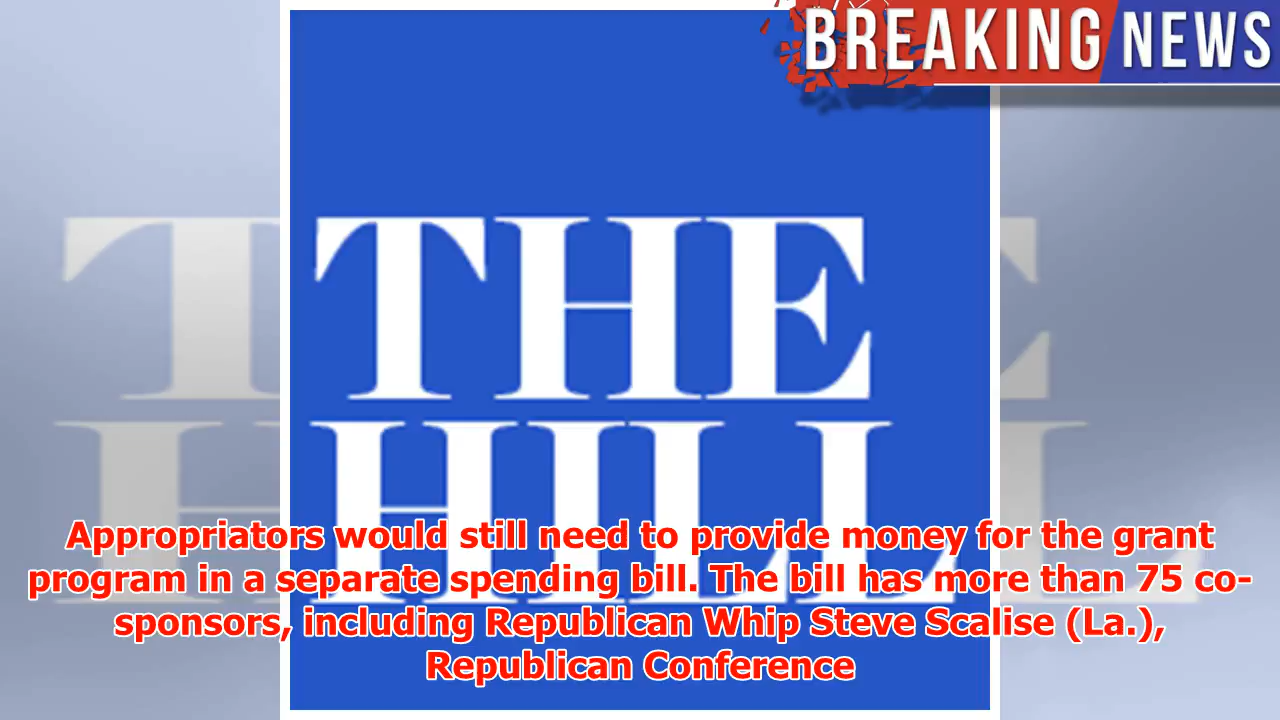 BREAKING NEWS
THE
HILL
Appropriators would still need to provide money for the grant
program in a separate spending bill. The bill has more than 75 co-
sponsors, including Republican Whip Steve Scalise (La.),
Republican Conference